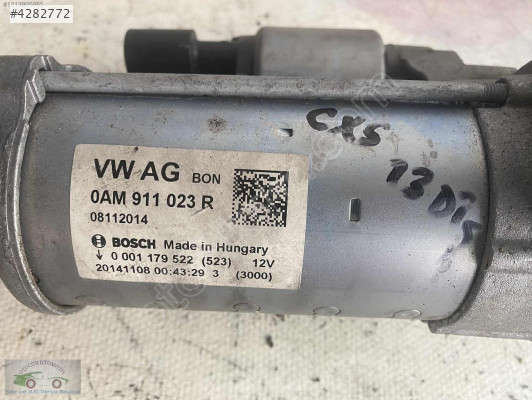 #4282772
VW AG BON
0AM 911 023 R
08112014
BOSCH Made in Hungary
0 001 179 522 (523) 12V
20141108 00:43:29 3 (3000)
CXS
13 Diş